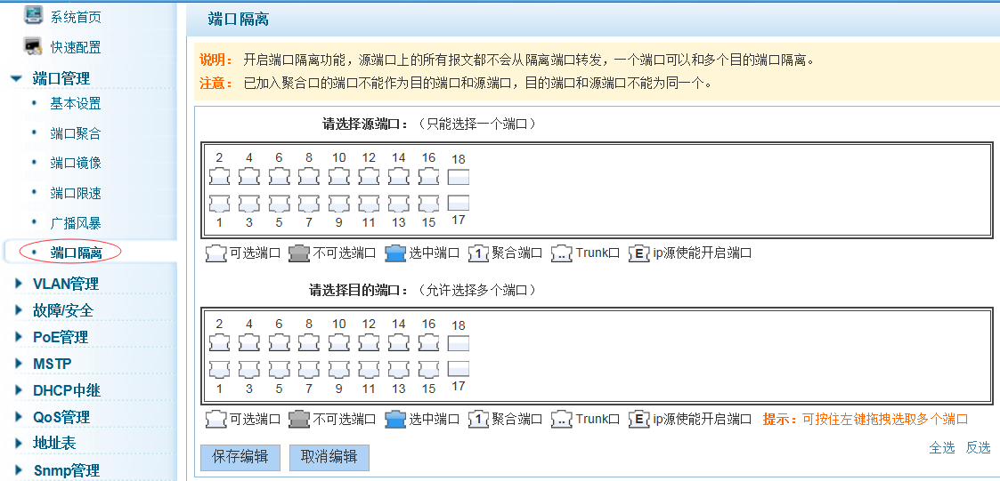 系统首页
快速配置
端口管理
基本设置
端口聚合
端口镜像
端口限速
广播风暴
端口隔离
VLAN管理
故障/安全
PoE管理
MSTP
DHCP中继
QoS管理
地址表
Snmp管理
端口隔离
说明： 开启端口隔离功能，源端口上的所有报文都不会从隔离端口转发，一个端口可以和多个目的端口隔离。
注意： 已加入聚合口的端口不能作为目的端口和源端口，目的端口和源端口不能为同一个。
请选择源端口：（只能选择一个端口）
2 4 6 8 10 12 14 16 18
1 3 5 7 9 11 13 15 17
可选端口 不可选端口 选中端口 1 聚合端口 .. Trunk口 E ip源使能开启端口
请选择目的端口：（允许选择多个端口）
2 4 6 8 10 12 14 16 18
1 3 5 7 9 11 13 15 17
可选端口 不可选端口 选中端口 1 聚合端口 .. Trunk口 E ip源使能开启端口 提示：可按住左键拖拽选取多个端口
全选 反选
保存编辑 取消编辑